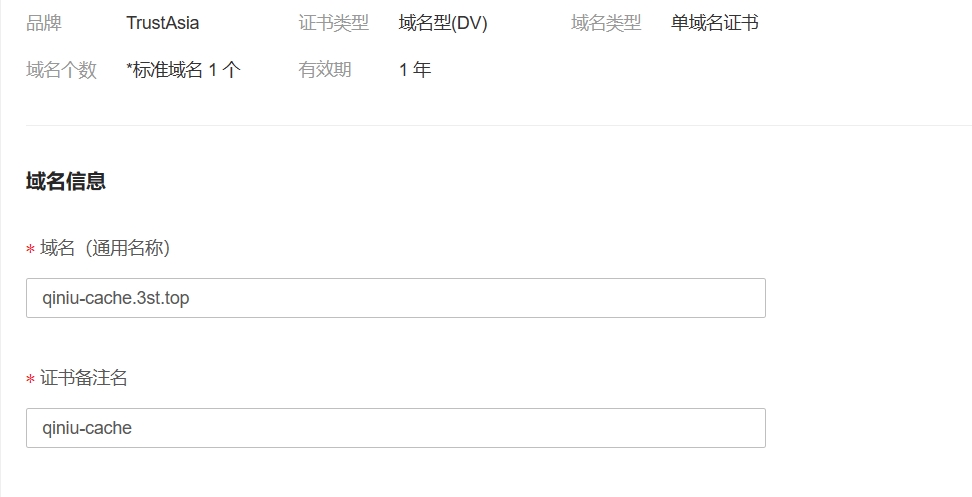 品牌 TrustAsia 证书类型 域名型(DV) 域名类型 单域名证书
域名个数 *标准域名 1 个 有效期 1 年
域名信息
* 域名（通用名称）
qiniu-cache.3st.top
* 证书备注名
qiniu-cache